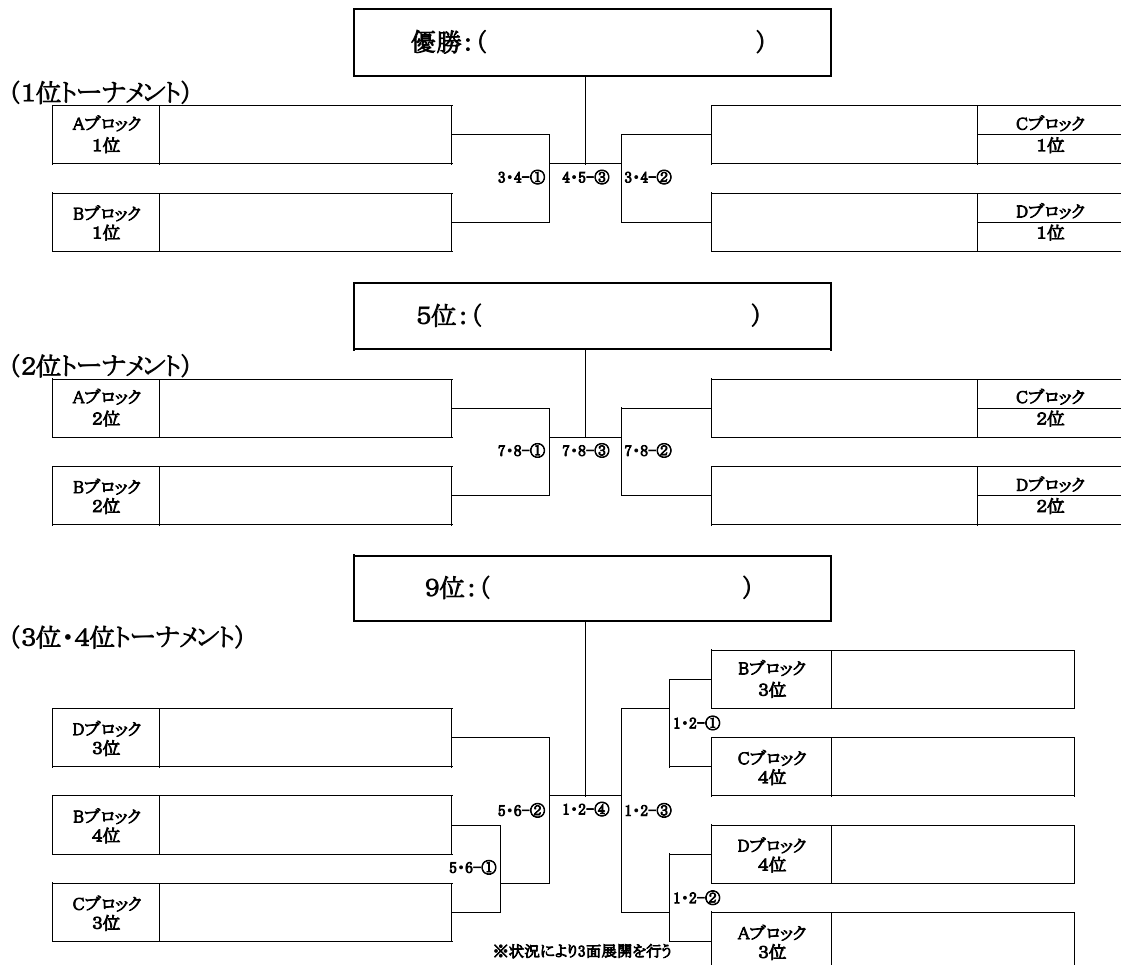 優勝:( )
(1位トーナメント)
Aブロック
1位
Cブロック
1位
3・4-① 4・5-③ 3・4-②
Bブロック
1位
Dブロック
1位
5位:( )
(2位トーナメント)
Aブロック
2位
Cブロック
2位
7・8-① 7・8-③ 7・8-②
Bブロック
2位
Dブロック
2位
9位:( )
(3位・4位トーナメント)
Bブロック
3位
1・2-①
Dブロック
3位
Cブロック
4位
5・6-② 1・2-④ 1・2-③
Bブロック
4位
Dブロック
4位
5・6-①
1・2-②
Cブロック
3位
Aブロック
3位
※状況により3面展開を行う